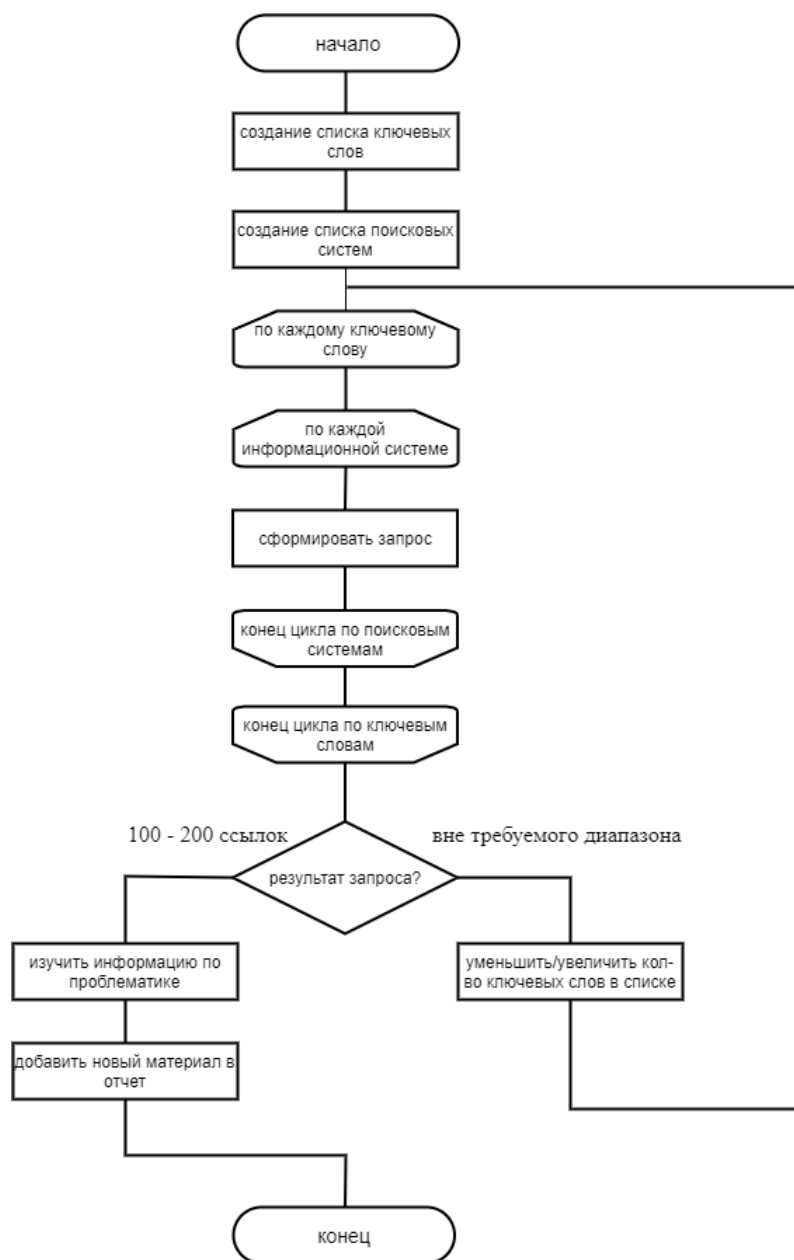 начало
создание списка ключевых
слов
создание списка поисковых
систем
по каждому ключевому
слову
по каждой
информационной системе
сформировать запрос
конец цикла по поисковым
системам
конец цикла по ключевым
словам
100 - 200 ссылок
вне требуемого диапазона
результат запроса?
изучить информацию по
проблематике
уменьшить/увеличить кол-
во ключевых слов в списке
добавить новый материал в
отчет
конец